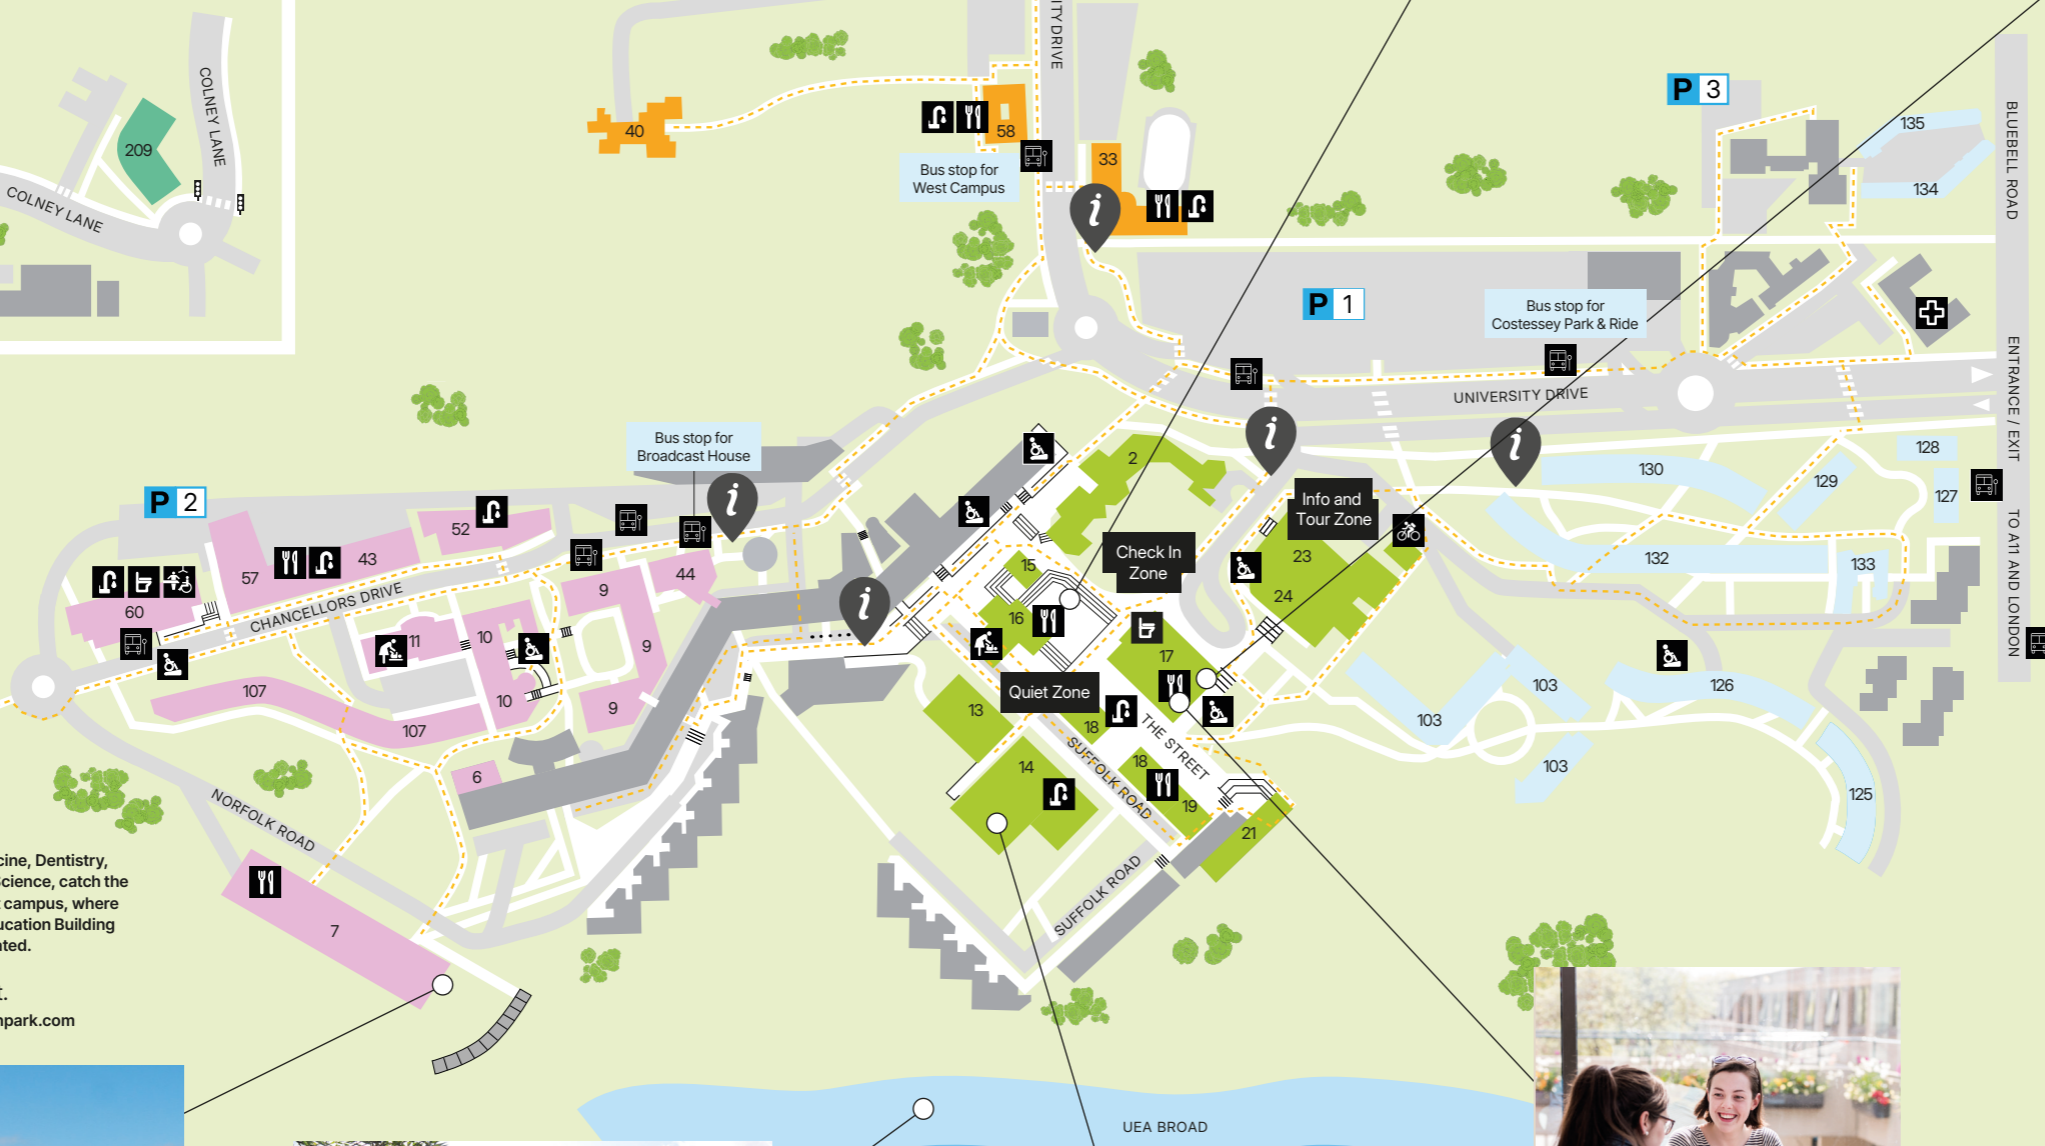 COLNEY LANE
209
COLNEY LANE
40
58
Bus stop for
West Campus
33
P 3
135
134
BLUEBELL ROAD
P 1
Bus stop for
Costessey Park & Ride
UNIVERSITY DRIVE
ENTRANCE / EXIT
TO A11 AND LONDON
Bus stop for
Broadcast House
P 2
52
43
57
60
CHANCELLORS DRIVE
44
9
9
9
11
10
10
107
107
6
NORFOLK ROAD
7
2
15
16
Check In
Zone
Info and
Tour Zone
23
24
17
Quiet Zone
13
14
18
18
19
21
THE STREET
SUFFOLK ROAD
SUFFOLK ROAD
130
129
128
127
132
133
103
103
103
126
125
cine, Dentistry,
Science, catch the
campus, where
ucation Building
ated.
npark.com
UEA BROAD